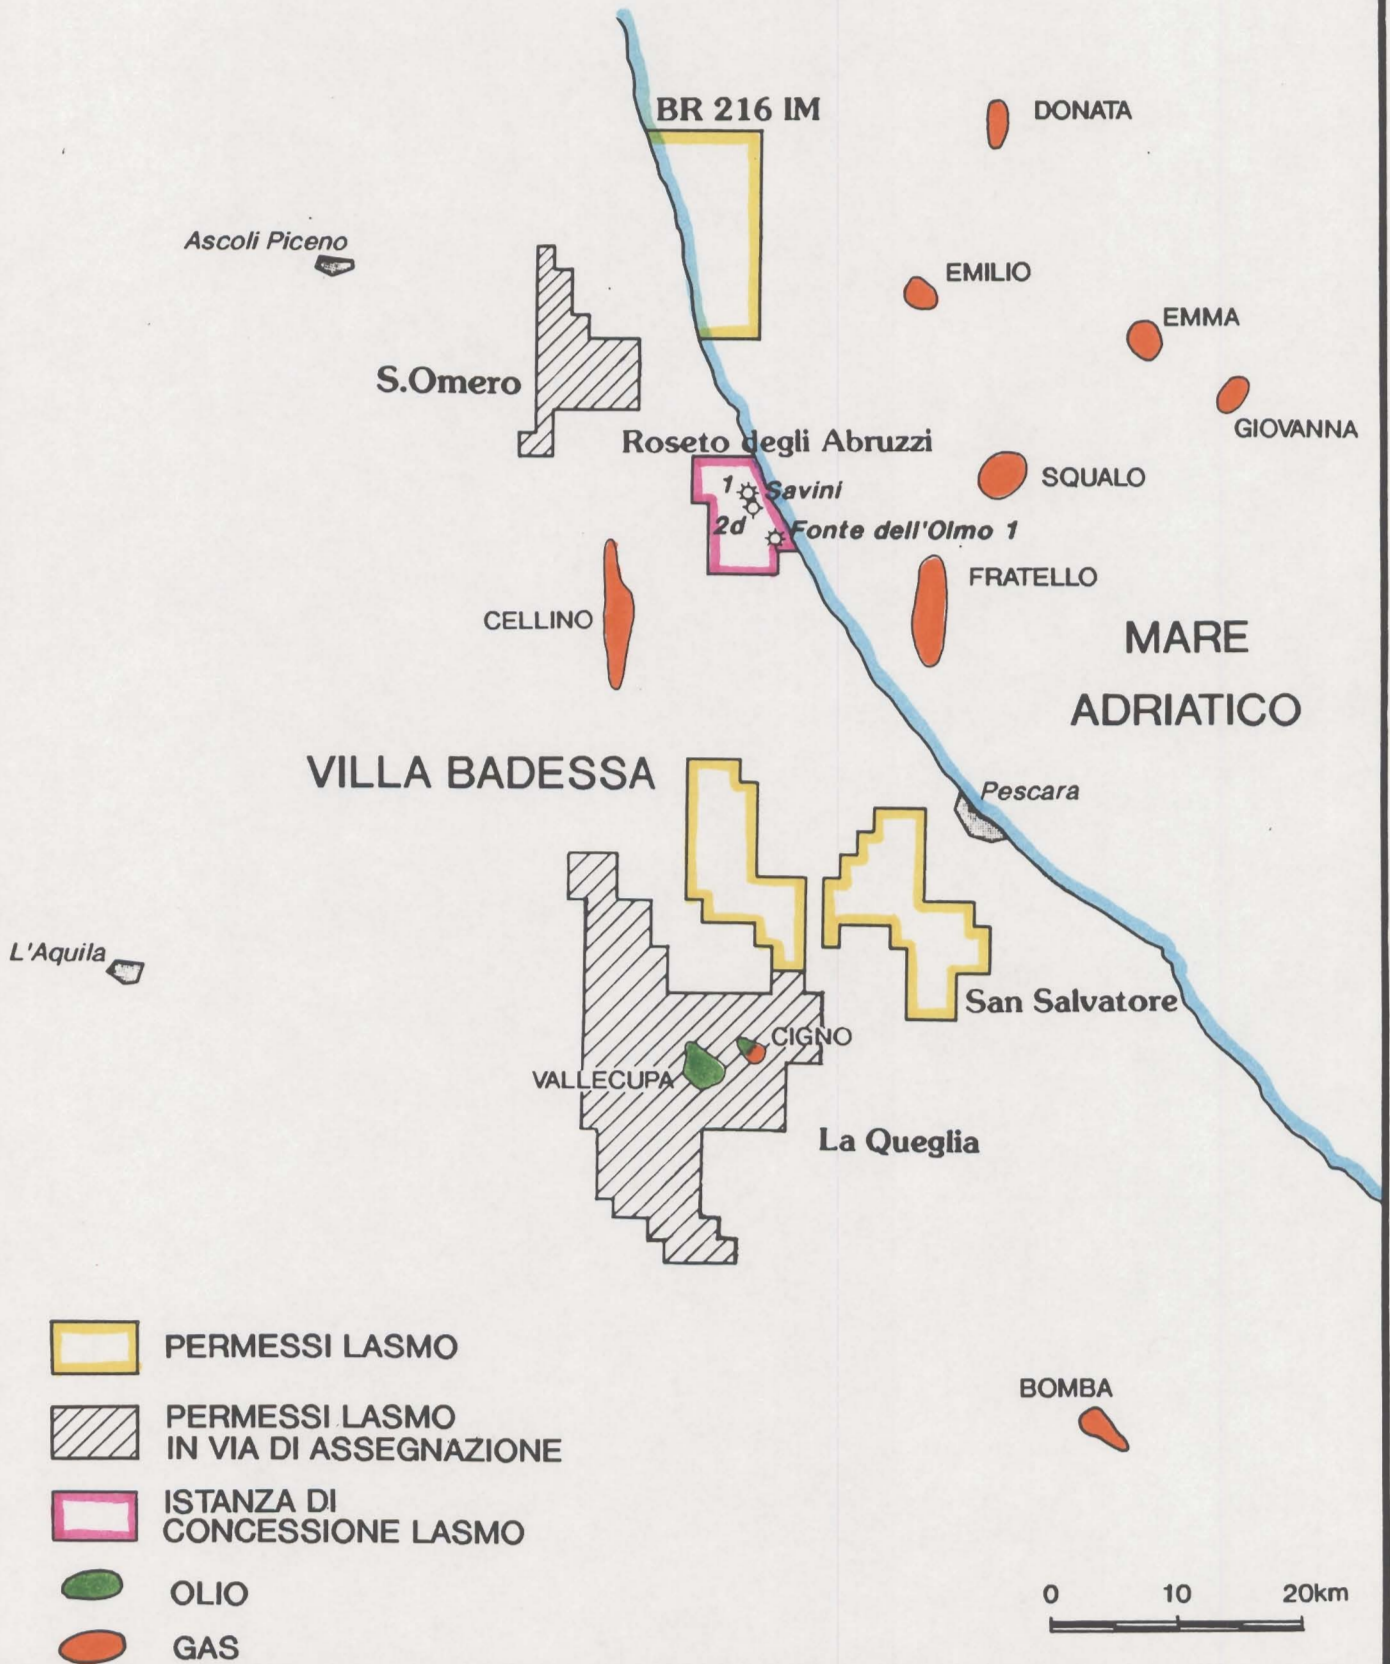 BR 216 IM
DONATA
Ascoli Piceno
EMILIO
EMMA
S.Omero
GIOVANNA
Roseto degli Abruzzi
SQUALO
1 Savini
2d
Fonte dell'Olmo 1
FRATELLO
CELLINO
MARE
ADRIATICO
VILLA BADESSA
Pescara
L'Aquila
San Salvatore
CIGNO
VALLECUPA
La Queglia
PERMESSI LASMO
PERMESSI LASMO
IN VIA DI ASSEGNAZIONE
ISTANZA DI
CONCESSIONE LASMO
OLIO
GAS
BOMBA
0 10 20km